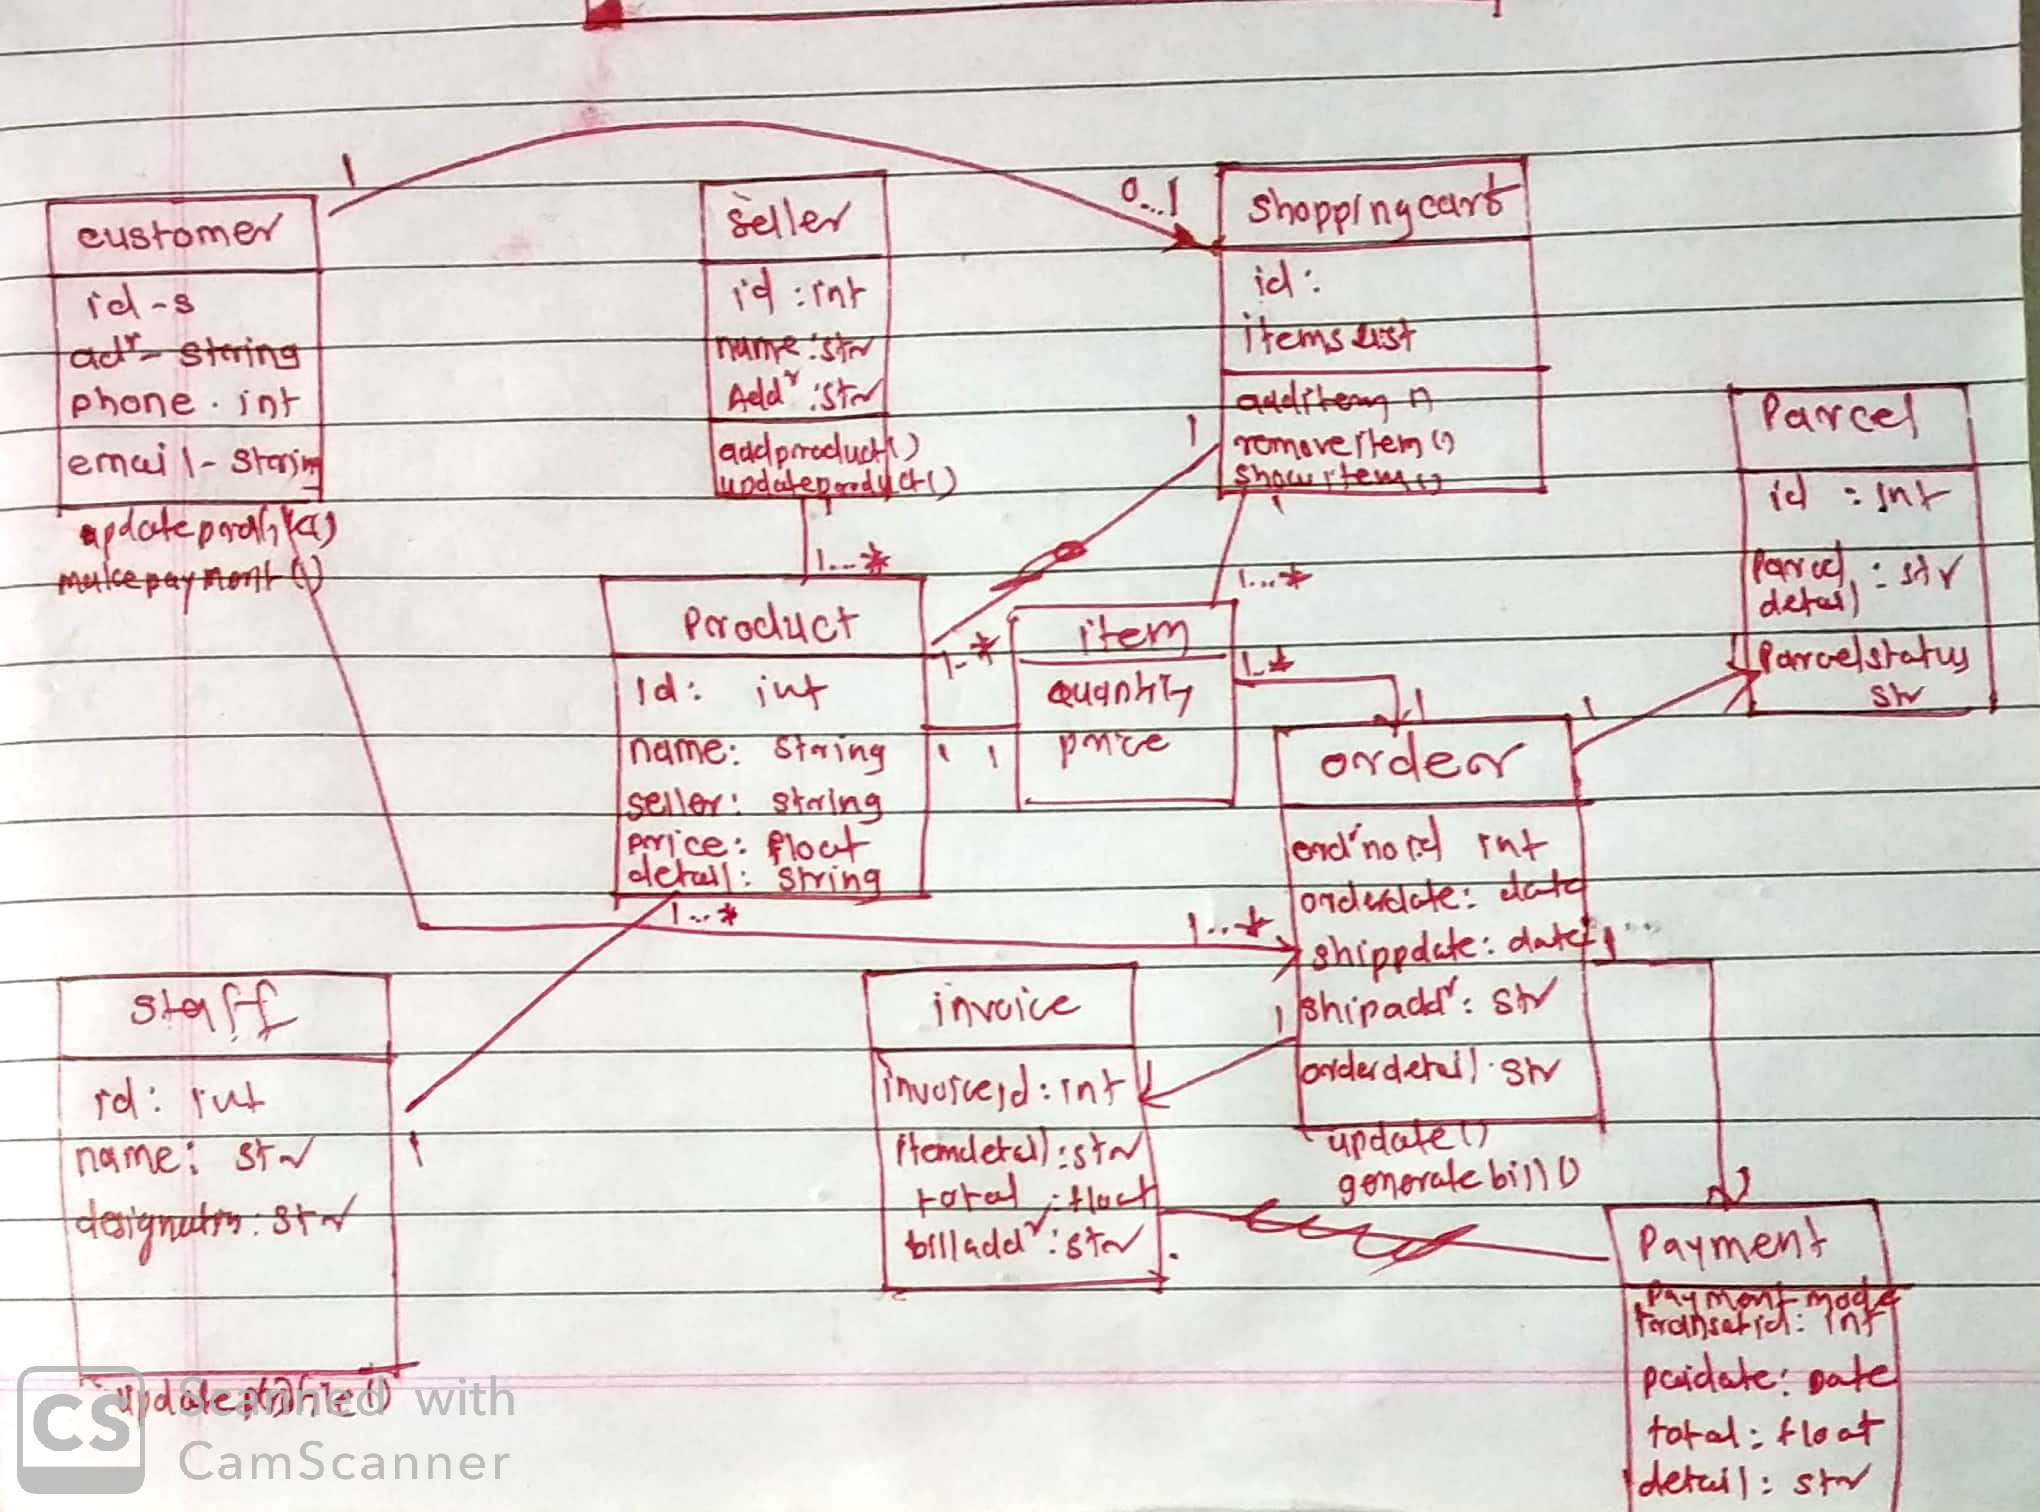 customer
id - s
adr - string
phone . int
email - string
updateprofile()
makepayment()
1
0...1
seller
id : int
name : str
Addr : str
addproduct()
updateproduct()
1
1...*
shoppingcart
id :
items list
additem()
removeitem()
showitem()
1
1
1...*
Parcel
id : int
Parcel : str
detail
Parcelstatus
str
Product
id: int
name: string
seller: string
price: float
detail: string
1..*
1 1
1...*
item
quantity
price
1..*
1
1
order
id int
orderdate: date
shippdate: date
shipaddr: str
orderdetail . str
update()
generatebill()
1..*
1
1
staff
id: int
name: str
designatin: str
updateprofile()
1
invoice
invoiceid: int
itemdetail: str
total : float
billaddr: str
Payment
Payment mode
transatid: int
paidate: Date
total: float
detail: str
CS
Scanned with
CamScanner